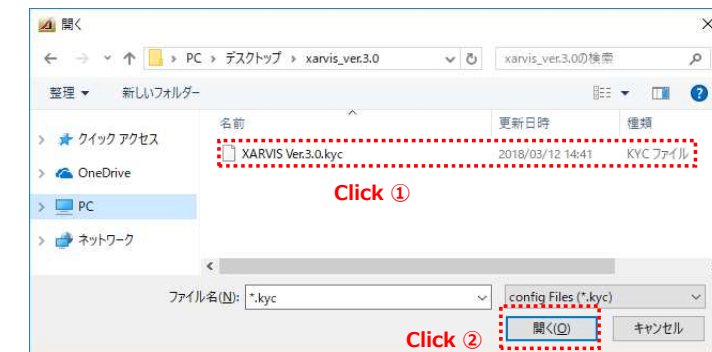 開く
PC > デスクトップ > xarvis_ver.3.0
xarvis_ver.3.0の検索
整理 新しいフォルダー
名前 更新日時 種類
クイック アクセス
XARVIS Ver.3.0.kyc 2018/03/12 14:41 KYC ファイル
OneDrive
Click ①
PC
ネットワーク
ファイル名(N): *.kyc config Files (*.kyc)
Click ② 開く(O) キャンセル